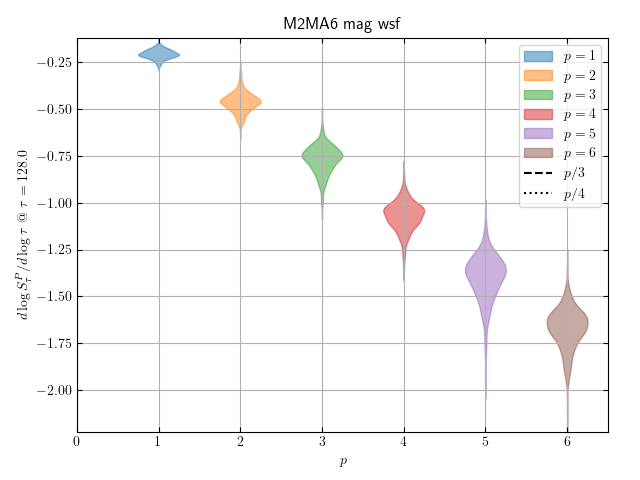 M2MA6 mag wsf
d log S_τ^P / d log τ @ τ = 128.0
−0.25
−0.50
−0.75
−1.00
−1.25
−1.50
−1.75
−2.00
0 1 2 3 4 5 6
p
p = 1
p = 2
p = 3
p = 4
p = 5
p = 6
p/3
p/4